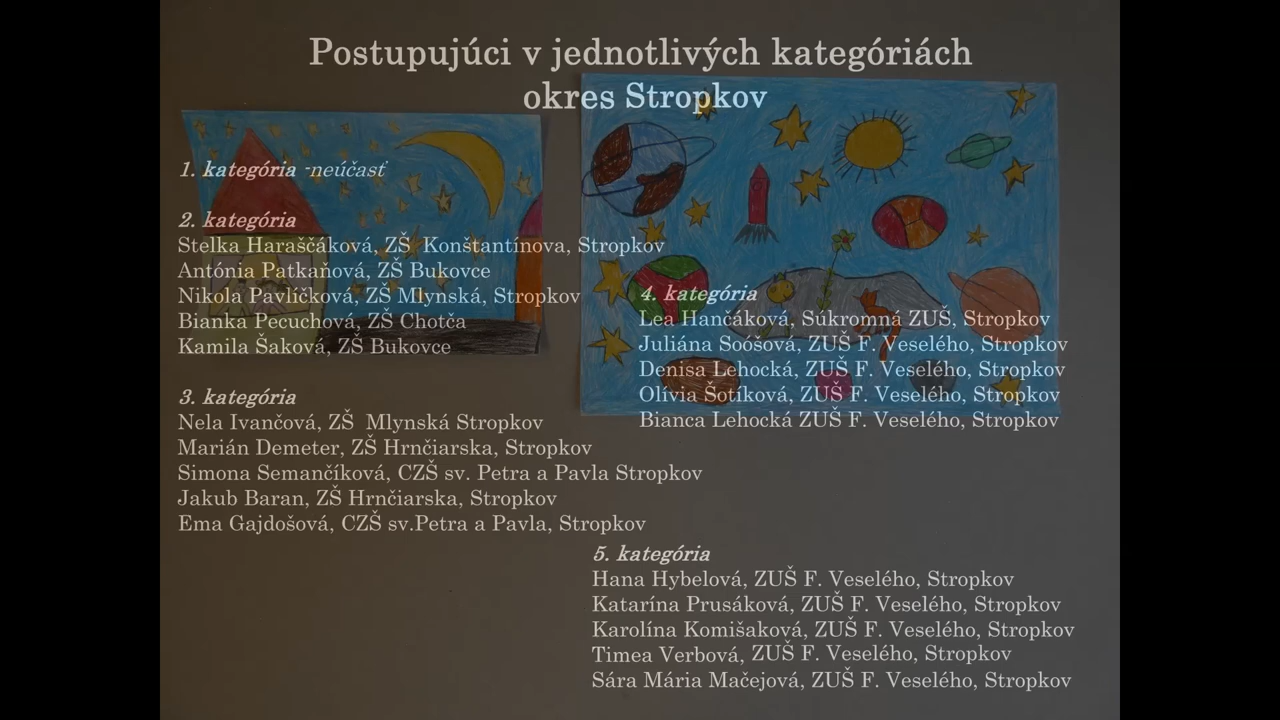 Postupujúci v jednotlivých kategóriách
okres Stropkov
1. kategória -neúčasť
2. kategória
Stelka Haraščáková, ZŠ Konštantínova, Stropkov
Antónia Patkaňová, ZŠ Bukovce
Nikola Pavlíčková, ZŠ Mlynská, Stropkov
Bianka Pecuchová, ZŠ Chotča
Kamila Šaková, ZŠ Bukovce
3. kategória
Nela Ivančová, ZŠ Mlynská Stropkov
Marián Demeter, ZŠ Hrnčiarska, Stropkov
Simona Semančíková, CZŠ sv. Petra a Pavla Stropkov
Jakub Baran, ZŠ Hrnčiarska, Stropkov
Ema Gajdošová, CZŠ sv.Petra a Pavla, Stropkov
4. kategória
Lea Hančáková, Súkromná ZUŠ, Stropkov
Juliána Soóšová, ZUŠ F. Veselého, Stropkov
Denisa Lehocká, ZUŠ F. Veselého, Stropkov
Olívia Šotíková, ZUŠ F. Veselého, Stropkov
Bianca Lehocká ZUŠ F. Veselého, Stropkov
5. kategória
Hana Hybelová, ZUŠ F. Veselého, Stropkov
Katarína Prusáková, ZUŠ F. Veselého, Stropkov
Karolína Komišaková, ZUŠ F. Veselého, Stropkov
Timea Verbová, ZUŠ F. Veselého, Stropkov
Sára Mária Mačejová, ZUŠ F. Veselého, Stropkov